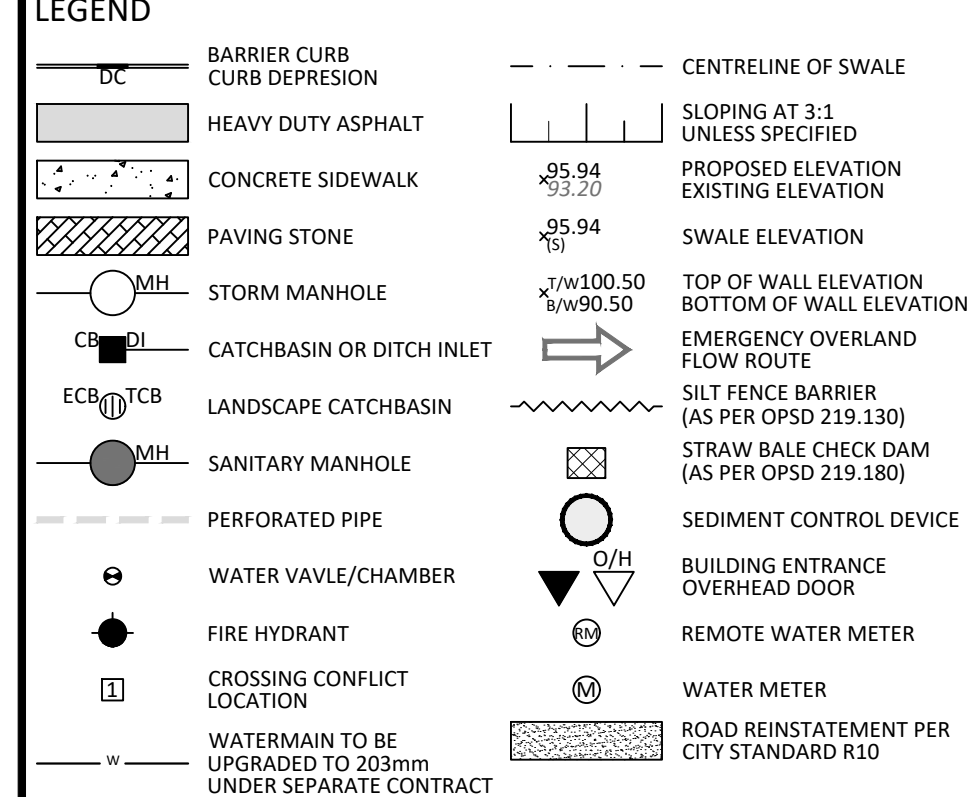 LEGEND
DC
BARRIER CURB
CURB DEPRESION
HEAVY DUTY ASPHALT
CONCRETE SIDEWALK
PAVING STONE
MH
STORM MANHOLE
CB DI
CATCHBASIN OR DITCH INLET
ECB TCB
LANDSCAPE CATCHBASIN
MH
SANITARY MANHOLE
PERFORATED PIPE
WATER VAVLE/CHAMBER
FIRE HYDRANT
1
CROSSING CONFLICT
LOCATION
W
WATERMAIN TO BE
UPGRADED TO 203mm
UNDER SEPARATE CONTRACT
CENTRELINE OF SWALE
SLOPING AT 3:1
UNLESS SPECIFIED
95.94
93.20
PROPOSED ELEVATION
EXISTING ELEVATION
95.94
(S)
SWALE ELEVATION
T/W100.50
B/W90.50
TOP OF WALL ELEVATION
BOTTOM OF WALL ELEVATION
EMERGENCY OVERLAND
FLOW ROUTE
SILT FENCE BARRIER
(AS PER OPSD 219.130)
STRAW BALE CHECK DAM
(AS PER OPSD 219.180)
SEDIMENT CONTROL DEVICE
O/H
BUILDING ENTRANCE
OVERHEAD DOOR
RM
REMOTE WATER METER
M
WATER METER
ROAD REINSTATEMENT PER
CITY STANDARD R10